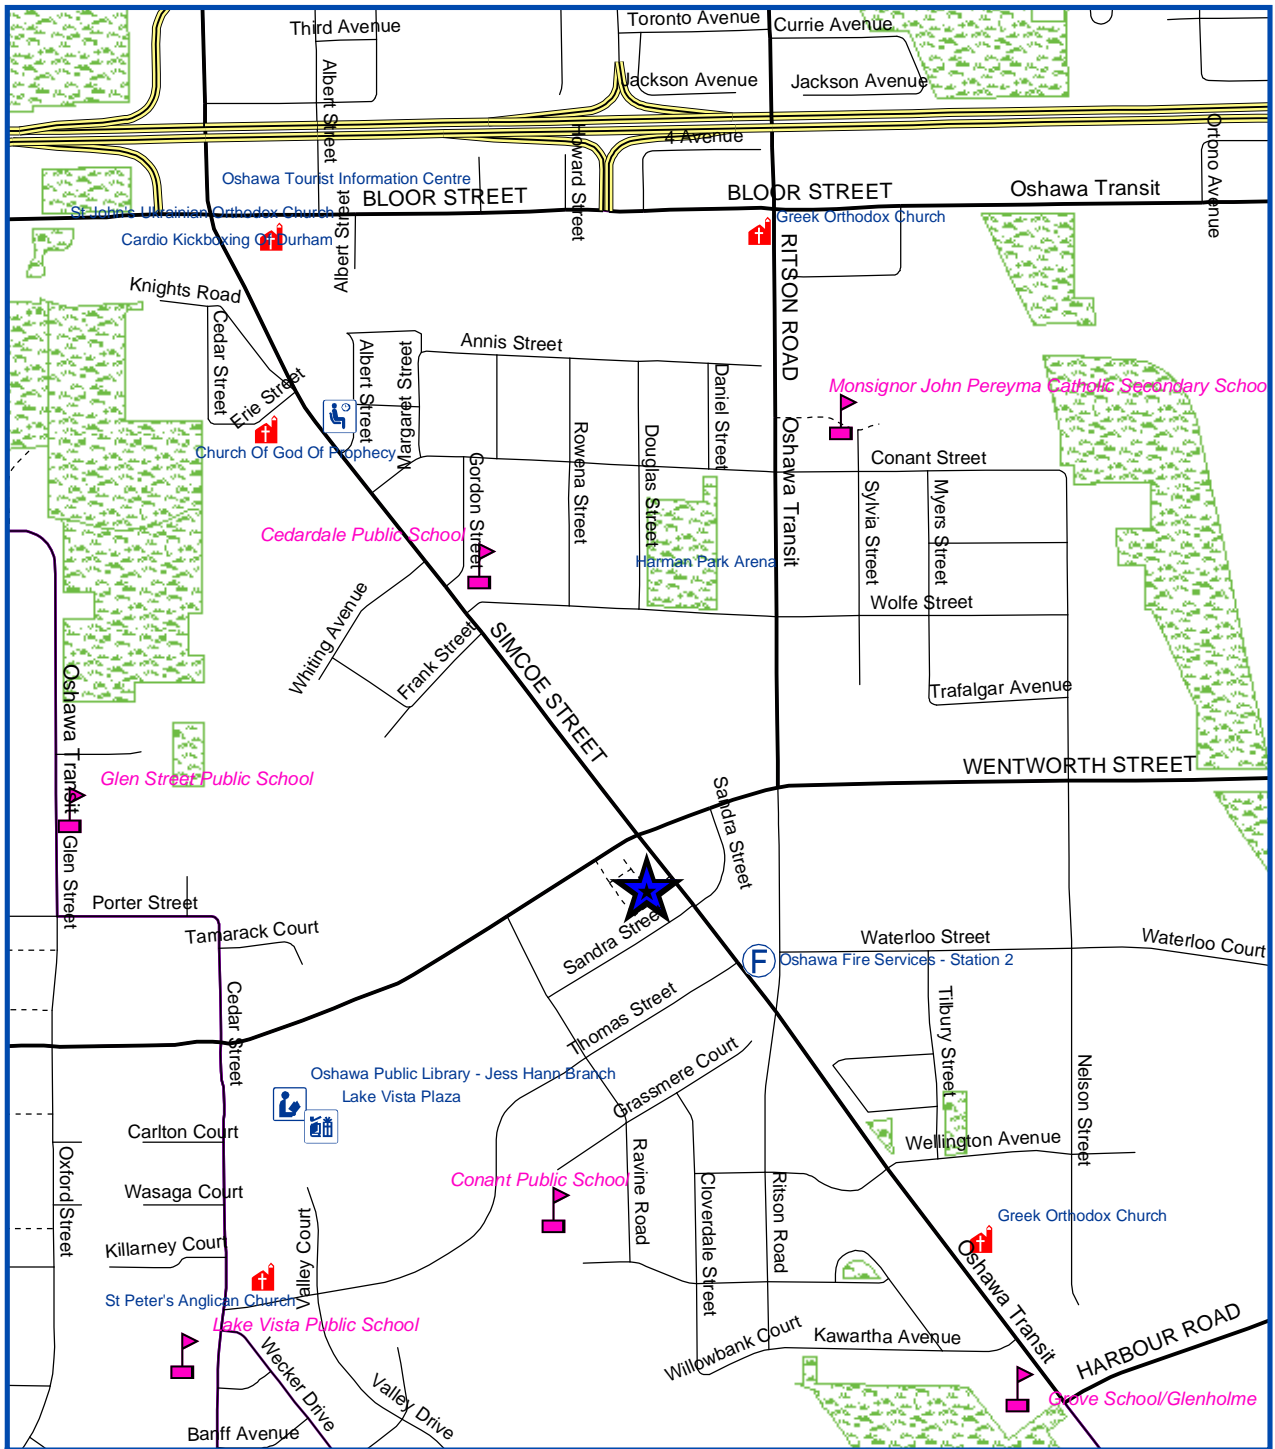 Third Avenue
Toronto Avenue
Currie Avenue
Albert Street
Jackson Avenue
Jackson Avenue
Howard Street
4 Avenue
Ortono Avenue
Oshawa Tourist Information Centre
BLOOR STREET
BLOOR STREET
Oshawa Transit
St John's Ukrainian Orthodox Church
Greek Orthodox Church
Cardio Kickboxing Of Durham
Albert Street
RITSON ROAD
Knights Road
Cedar Street
Erie Street
Albert Street
Margaret Street
Annis Street
Daniel Street
Monsignor John Pereyma Catholic Secondary Schoo
Church Of God Of Prophecy
Gordon Street
Rowena Street
Douglas Street
Oshawa Transit
Conant Street
Sylvia Street
Myers Street
Cedardale Public School
Harman Park Arena
Whiting Avenue
Frank Street
SIMCOE STREET
Wolfe Street
Trafalgar Avenue
Oshawa Transit
Glen Street Public School
WENTWORTH STREET
Sandra Street
Glen Street
Porter Street
Tamarack Court
Sandra Street
Waterloo Street
Waterloo Court
F
Oshawa Fire Services - Station 2
Cedar Street
Thomas Street
Tilbury Street
Oshawa Public Library - Jess Hann Branch
Lake Vista Plaza
Grassmere Court
Nelson Street
Carlton Court
Wellington Avenue
Oxford Street
Conant Public School
Ravine Road
Cloverdale Street
Ritson Road
Wasaga Court
Killarney Court
Valley Court
Greek Orthodox Church
Oshawa Transit
St Peter's Anglican Church
Lake Vista Public School
Wecker Drive
Valley Drive
Willowbank Court
Kawartha Avenue
HARBOUR ROAD
Grove School/Glenholme
Banff Avenue